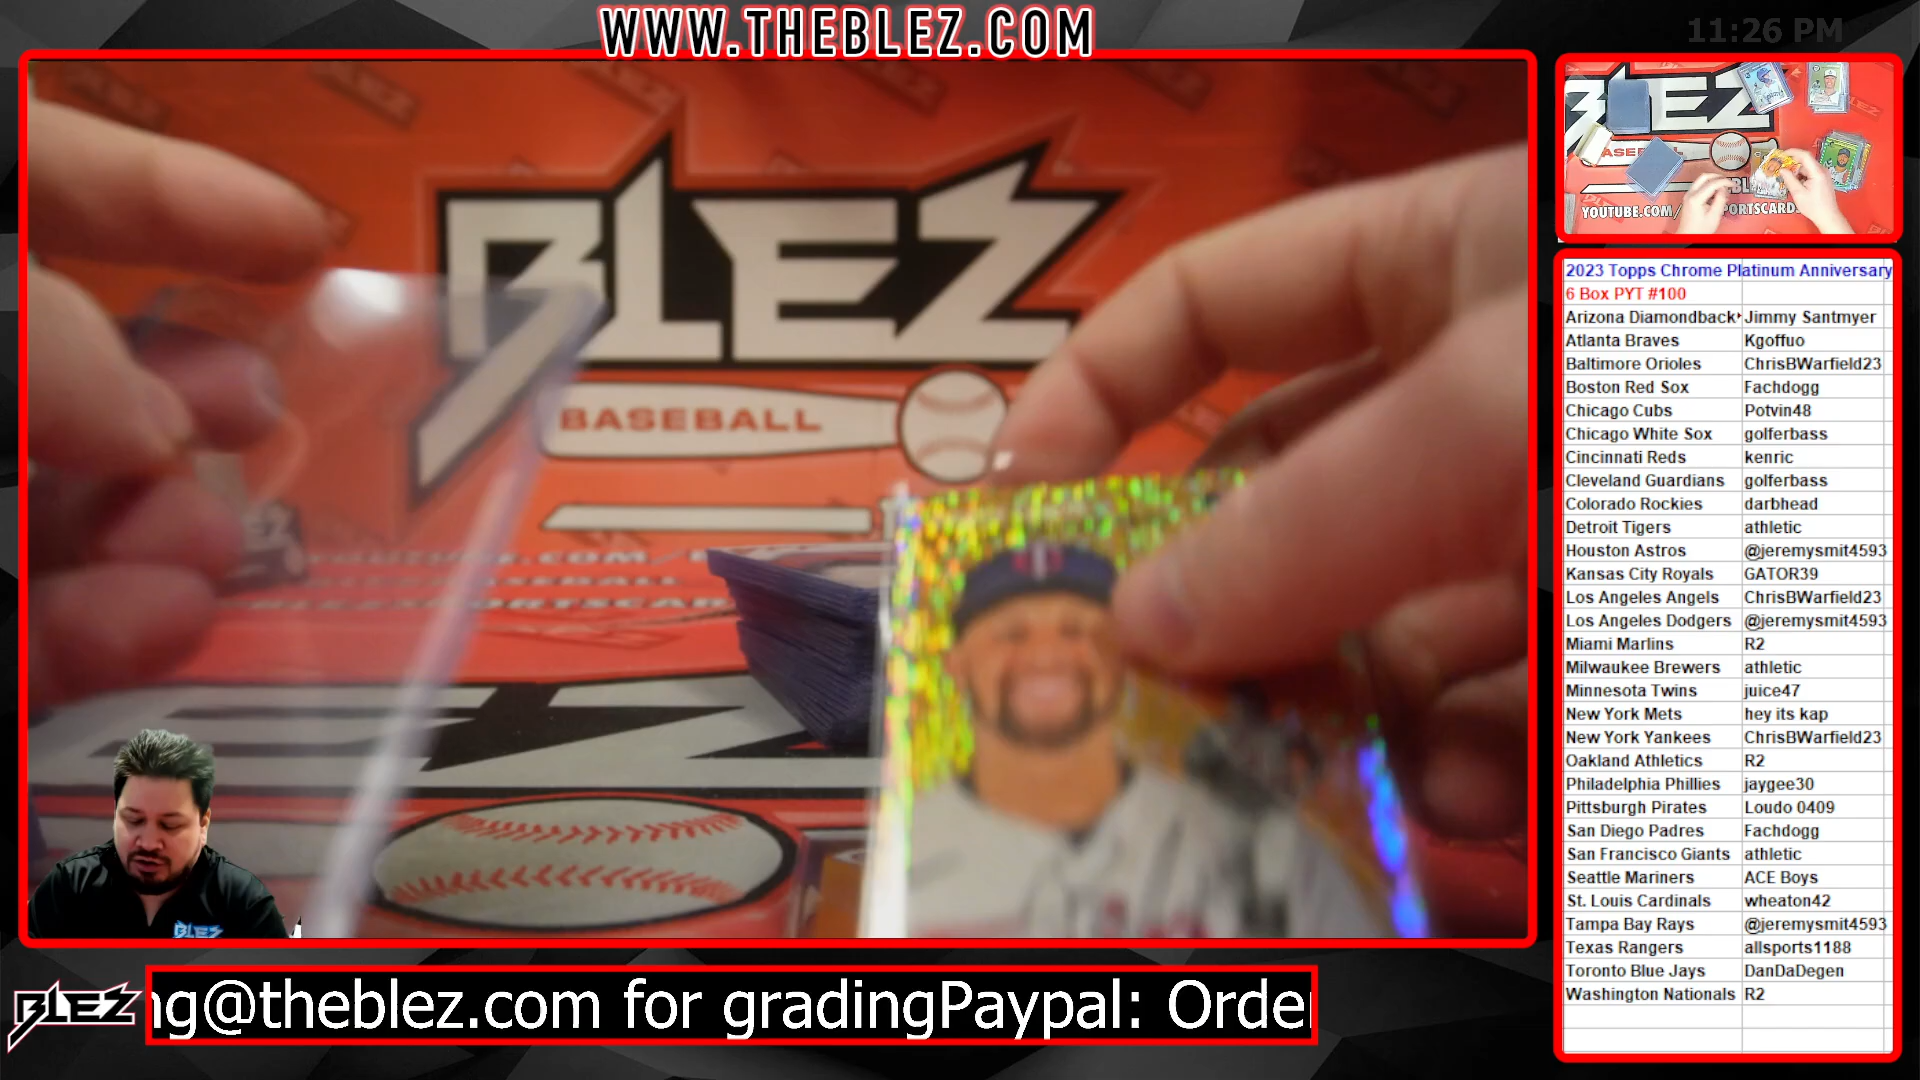 WWW.THEBLEZ.COM
11:26 PM
BLEZ
BASEBALL
YOUTUBE.COM/
2023 Topps Chrome Platinum Anniversary
6 Box PYT #100
Arizona Diamondback Jimmy Santmyer
Atlanta Braves Kgoffuo
Baltimore Orioles ChrisBWarfield23
Boston Red Sox Fachdogg
Chicago Cubs Potvin48
Chicago White Sox golferbass
Cincinnati Reds kenric
Cleveland Guardians golferbass
Colorado Rockies darbhead
Detroit Tigers athletic
Houston Astros @jeremysmit4593
Kansas City Royals GATOR39
Los Angeles Angels ChrisBWarfield23
Los Angeles Dodgers @jeremysmit4593
Miami Marlins R2
Milwaukee Brewers athletic
Minnesota Twins juice47
New York Mets hey its kap
New York Yankees ChrisBWarfield23
Oakland Athletics R2
Philadelphia Phillies jaygee30
Pittsburgh Pirates Loudo 0409
San Diego Padres Fachdogg
San Francisco Giants athletic
Seattle Mariners ACE Boys
St. Louis Cardinals wheaton42
Tampa Bay Rays @jeremysmit4593
Texas Rangers allsports1188
Toronto Blue Jays DanDaDegen
Washington Nationals R2
BLEZ
BLEZ
ng@theblez.com for gradingPaypal: Order